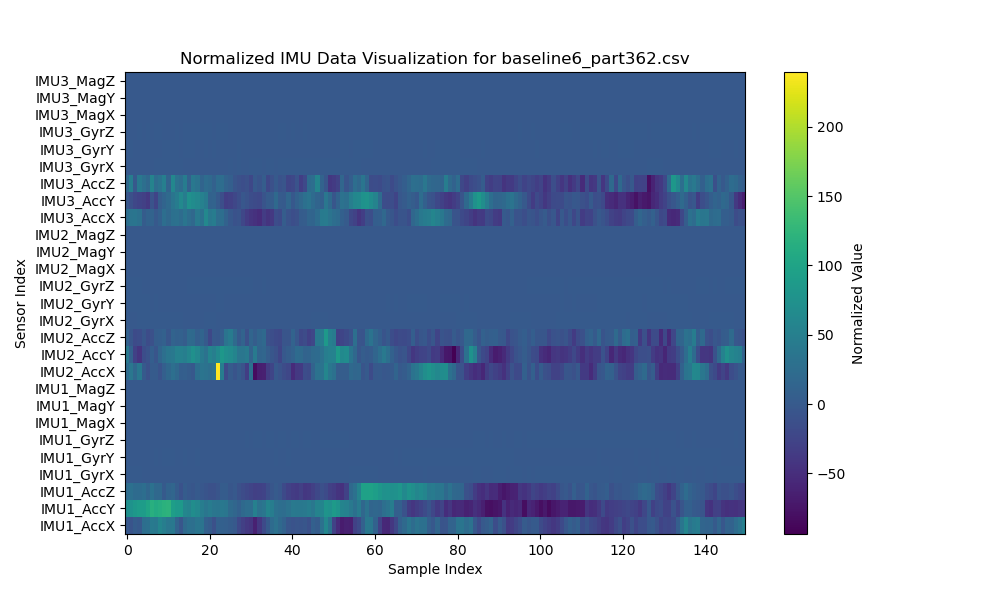 Normalized IMU Data Visualization for baseline6_part362.csv
IMU3_MagZ
IMU3_MagY
IMU3_MagX
IMU3_GyrZ
IMU3_GyrY
IMU3_GyrX
IMU3_AccZ
IMU3_AccY
IMU3_AccX
IMU2_MagZ
IMU2_MagY
IMU2_MagX
IMU2_GyrZ
IMU2_GyrY
IMU2_GyrX
IMU2_AccZ
IMU2_AccY
IMU2_AccX
IMU1_MagZ
IMU1_MagY
IMU1_MagX
IMU1_GyrZ
IMU1_GyrY
IMU1_GyrX
IMU1_AccZ
IMU1_AccY
IMU1_AccX
Sensor Index
0 20 40 60 80 100 120 140
Sample Index
200
150
100
50
0
−50
Normalized Value